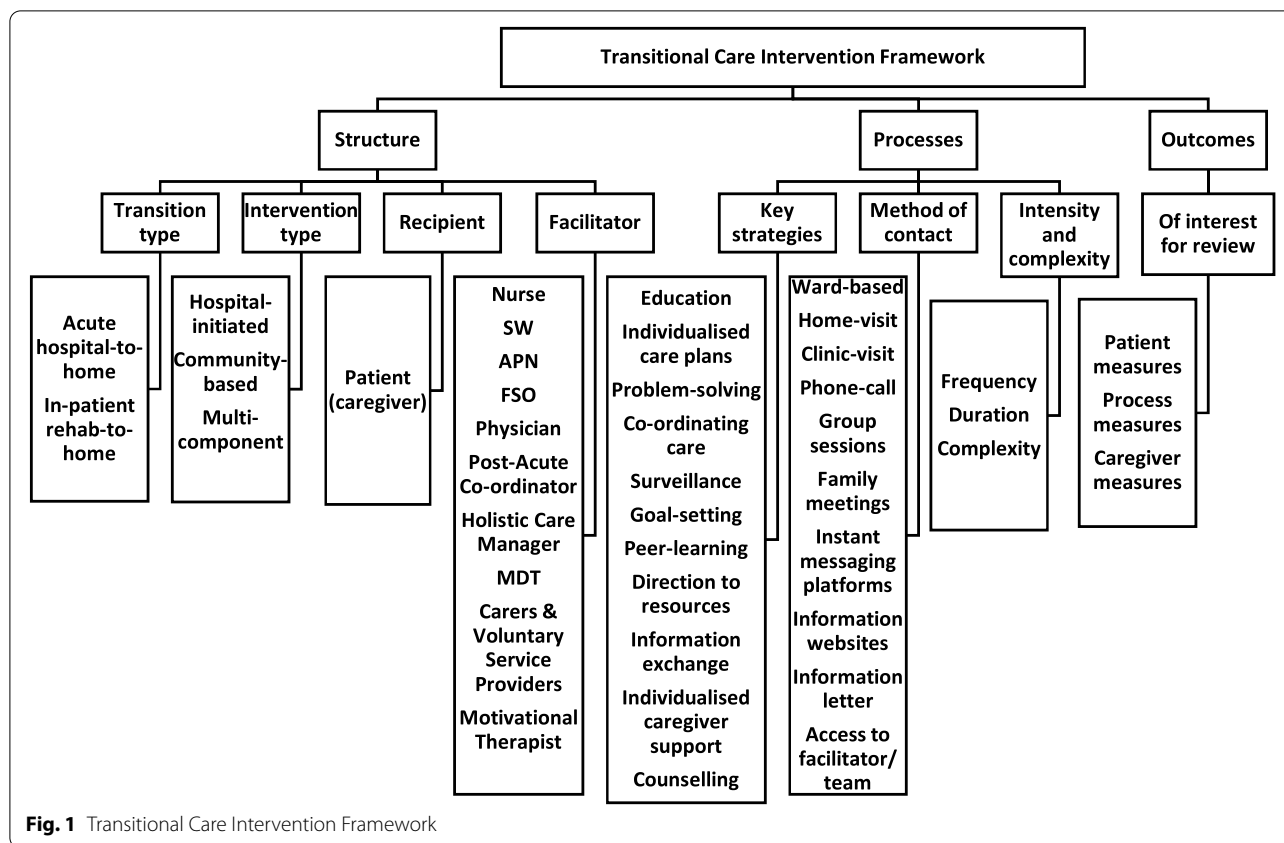 Transitional Care Intervention Framework
Structure
Processes
Outcomes
Transition
type
Intervention
type
Recipient
Facilitator
Key
strategies
Method of
contact
Intensity
and
complexity
Of interest
for review
Acute
hospital-to-
home
In-patient
rehab-to-
home
Hospital-
initiated
Community-
based
Multi-
component
Patient
(caregiver)
Nurse
SW
APN
FSO
Physician
Post-Acute
Co-ordinator
Holistic Care
Manager
MDT
Carers &
Voluntary
Service
Providers
Motivational
Therapist
Education
Individualised
care plans
Problem-solving
Co-ordinating
care
Surveillance
Goal-setting
Peer-learning
Direction to
resources
Information
exchange
Individualised
caregiver
support
Counselling
Ward-based
Home-visit
Clinic-visit
Phone-call
Group
sessions
Family
meetings
Instant
messaging
platforms
Information
websites
Information
letter
Access to
facilitator/
team
Frequency
Duration
Complexity
Patient
measures
Process
measures
Caregiver
measures
Fig. 1 Transitional Care Intervention Framework